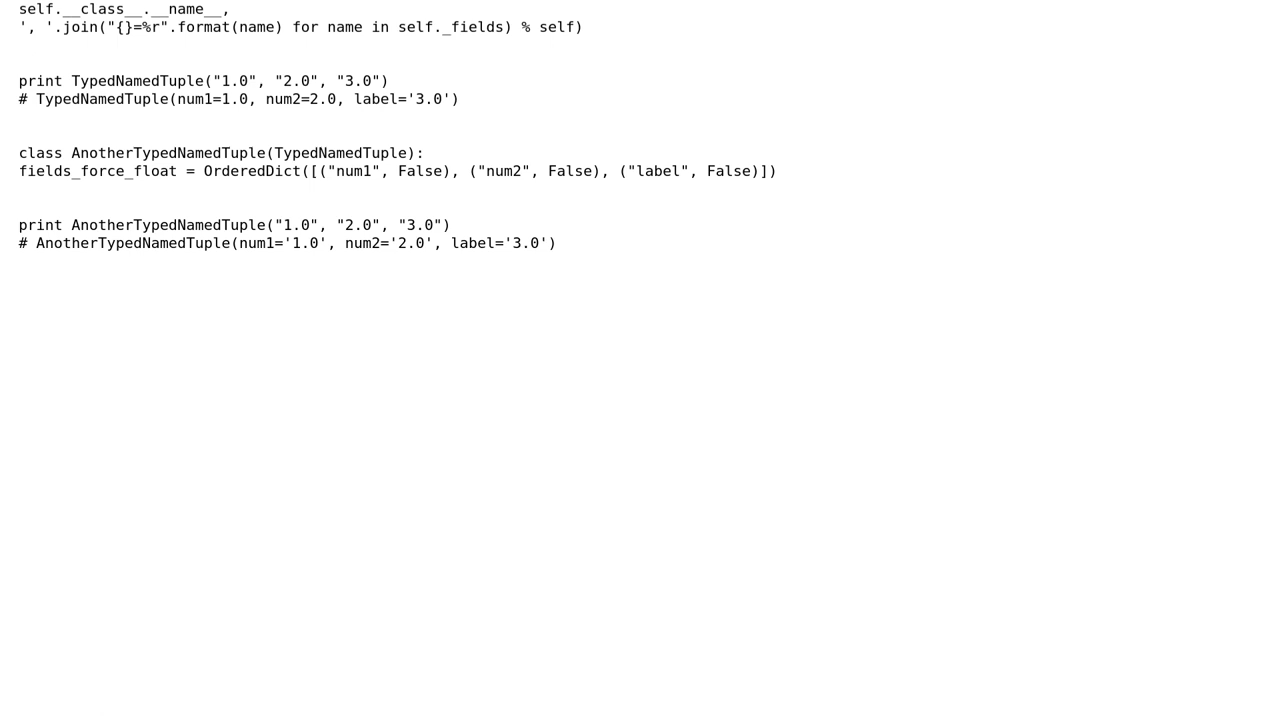 self.__class__.__name__,
', '.join("{}=%r".format(name) for name in self._fields) % self)
print TypedNamedTuple("1.0", "2.0", "3.0")
# TypedNamedTuple(num1=1.0, num2=2.0, label='3.0')
class AnotherTypedNamedTuple(TypedNamedTuple):
fields_force_float = OrderedDict([("num1", False), ("num2", False), ("label", False)])
print AnotherTypedNamedTuple("1.0", "2.0", "3.0")
# AnotherTypedNamedTuple(num1='1.0', num2='2.0', label='3.0')